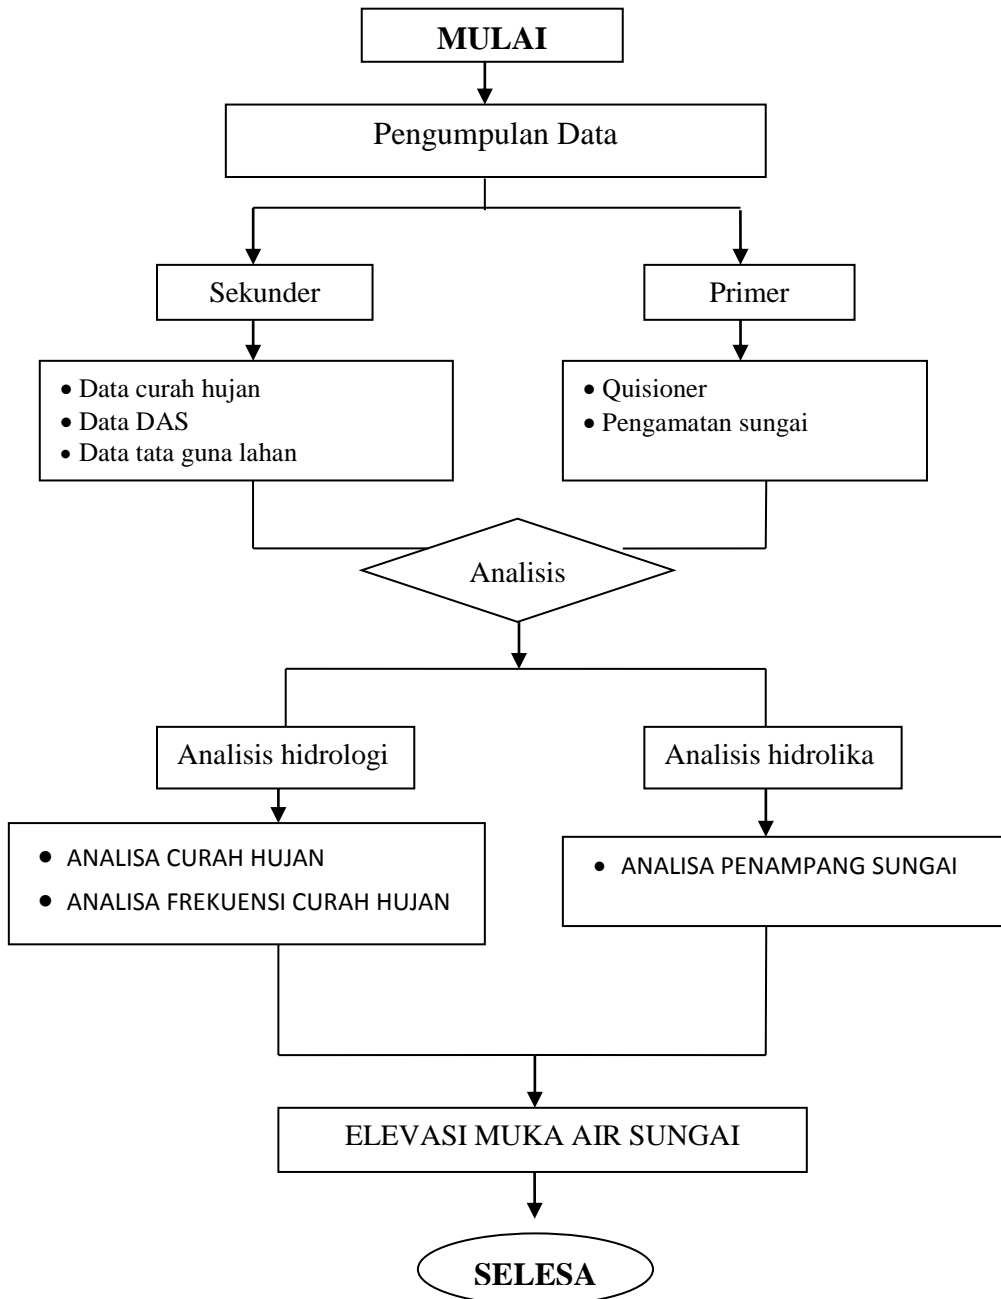 MULAI
Pengumpulan Data
Sekunder
Primer
• Data curah hujan
• Data DAS
• Data tata guna lahan
• Quisioner
• Pengamatan sungai
Analisis
Analisis hidrologi
Analisis hidrolika
• ANALISA CURAH HUJAN
• ANALISA FREKUENSI CURAH HUJAN
• ANALISA PENAMPANG SUNGAI
ELEVASI MUKA AIR SUNGAI
SELESA